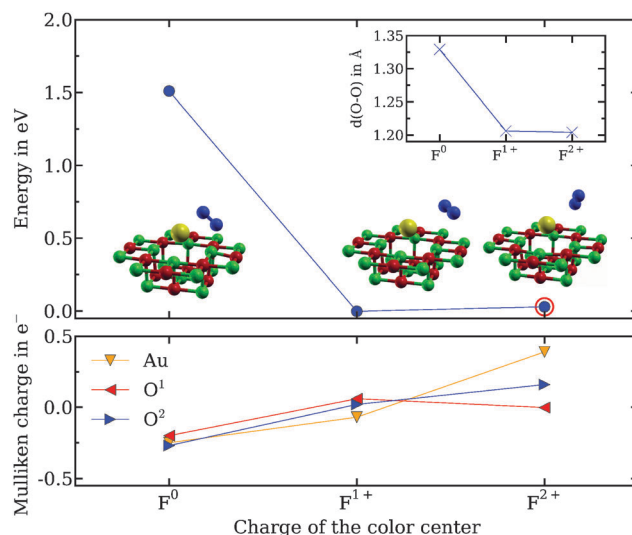 2.0
1.5
1.0
0.5
0.0
Energy in eV
1.35
1.30
1.25
1.20
d(O-O) in Å
F⁰
F¹⁺
F²⁺
0.5
0.0
-0.5
Mulliken charge in e⁻
Au
O¹
O²
F⁰
F¹⁺
F²⁺
Charge of the color center